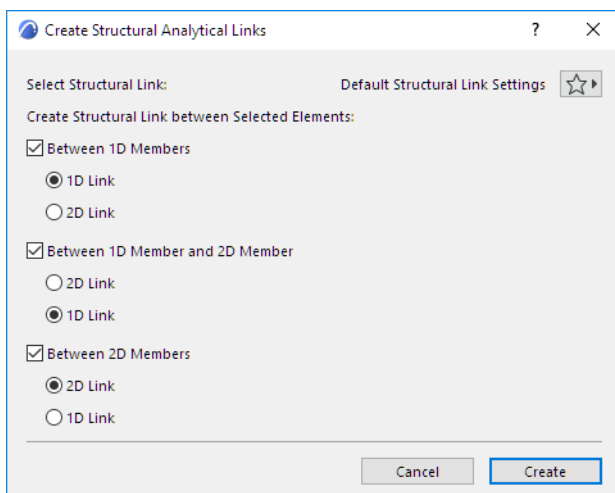 Create Structural Analytical Links ?
Select Structural Link: Default Structural Link Settings
Create Structural Link between Selected Elements:
Between 1D Members
1D Link
2D Link
Between 1D Member and 2D Member
2D Link
1D Link
Between 2D Members
2D Link
1D Link
Cancel Create